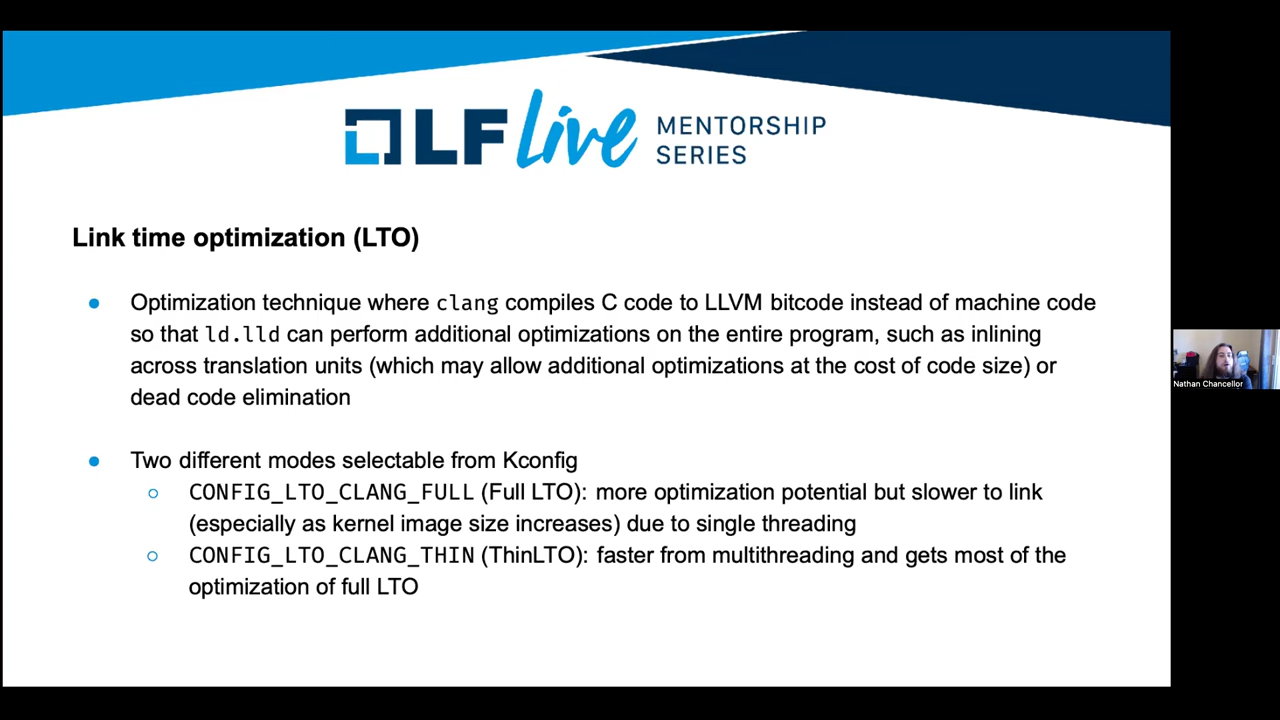 LF Live MENTORSHIP
SERIES
Link time optimization (LTO)
● Optimization technique where clang compiles C code to LLVM bitcode instead of machine code
so that ld.lld can perform additional optimizations on the entire program, such as inlining
across translation units (which may allow additional optimizations at the cost of code size) or
dead code elimination
● Two different modes selectable from Kconfig
○ CONFIG_LTO_CLANG_FULL (Full LTO): more optimization potential but slower to link
(especially as kernel image size increases) due to single threading
○ CONFIG_LTO_CLANG_THIN (ThinLTO): faster from multithreading and gets most of the
optimization of full LTO
Nathan Chancellor